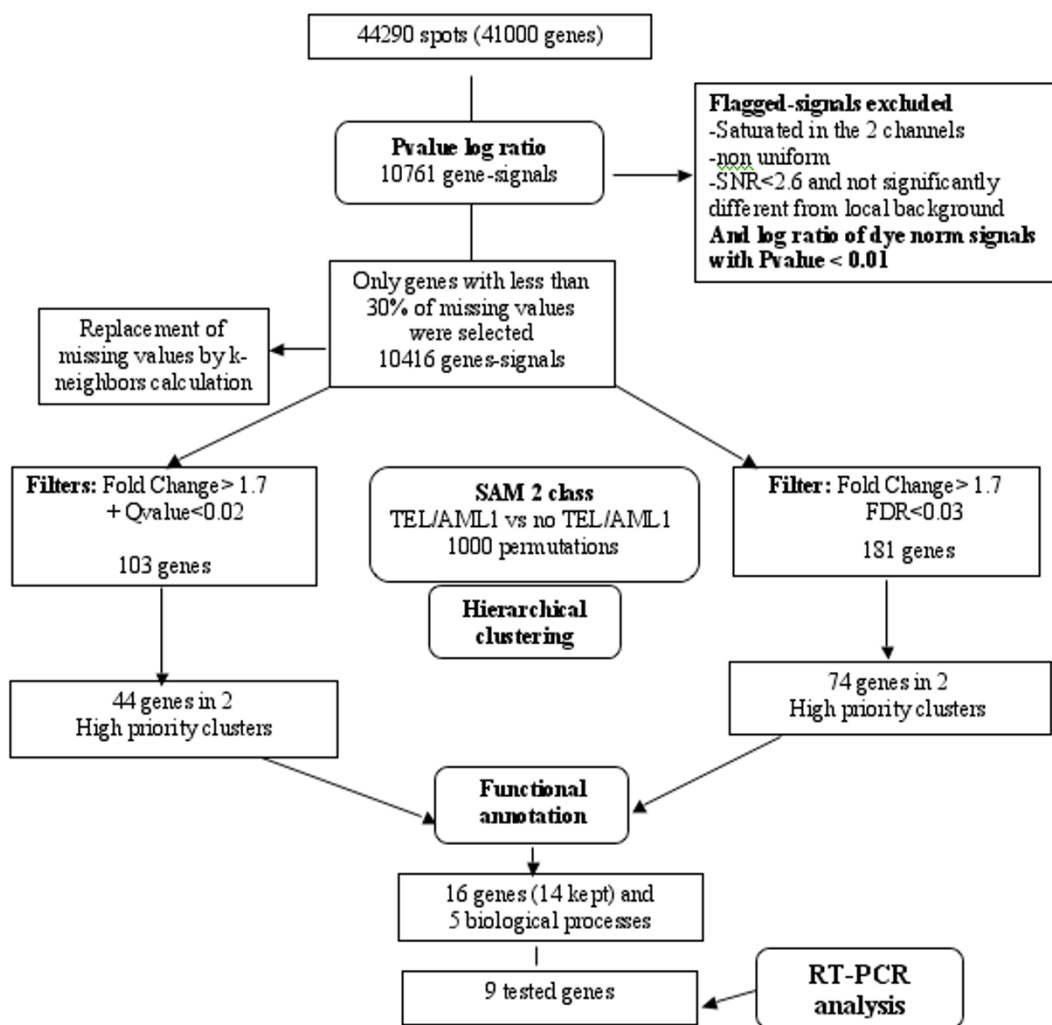 44290 spots (41000 genes)
Pvalue log ratio
10761 gene-signals
Flagged-signals excluded
-Saturated in the 2 channels
-non uniform
-SNR<2.6 and not significantly
different from local background
And log ratio of dye norm signals
with Pvalue < 0.01
Only genes with less than
30% of missing values
were selected
10416 genes-signals
Replacement of
missing values by k-
neighbors calculation
Filters: Fold Change> 1.7
+ Qvalue<0.02
103 genes
SAM 2 class
TEL/AML1 vs no TEL/AML1
1000 permutations
Filter: Fold Change> 1.7
FDR<0.03
181 genes
Hierarchical
clustering
44 genes in 2
High priority clusters
74 genes in 2
High priority clusters
Functional
annotation
16 genes (14 kept) and
5 biological processes
9 tested genes
RT-PCR
analysis